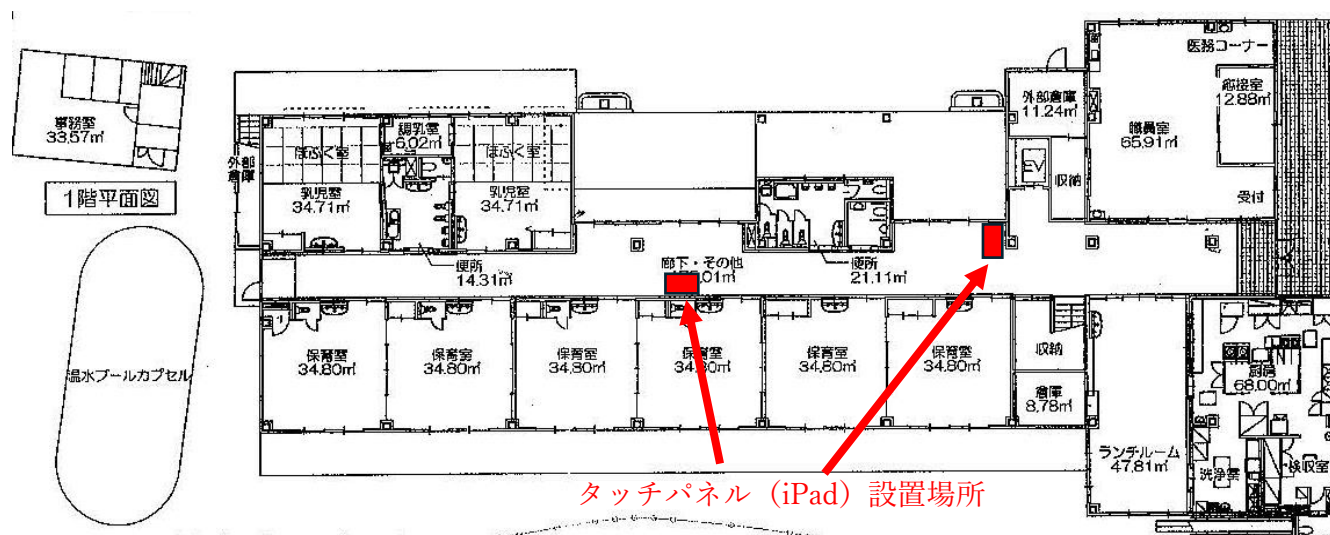 事務室
33.57㎡
1階平面図
温水プールカプセル
外部
倉庫
ほふく室
調乳室
6.02㎡
ほふく室
乳児室
34.71㎡
乳児室
34.71㎡
便所
14.31㎡
廊下・その他
.01㎡
便所
21.11㎡
外部倉庫
11.24㎡
EV
収納
医務コーナー
応接室
12.88㎡
職員室
65.91㎡
受付
保育室
34.80㎡
保育室
34.80㎡
保育室
34.80㎡
保育室
34.80㎡
保育室
34.80㎡
保育室
34.80㎡
収納
倉庫
8.78㎡
ランチルーム
47.81㎡
厨房
68.00㎡
洗浄室
検収室
タッチパネル（iPad）設置場所